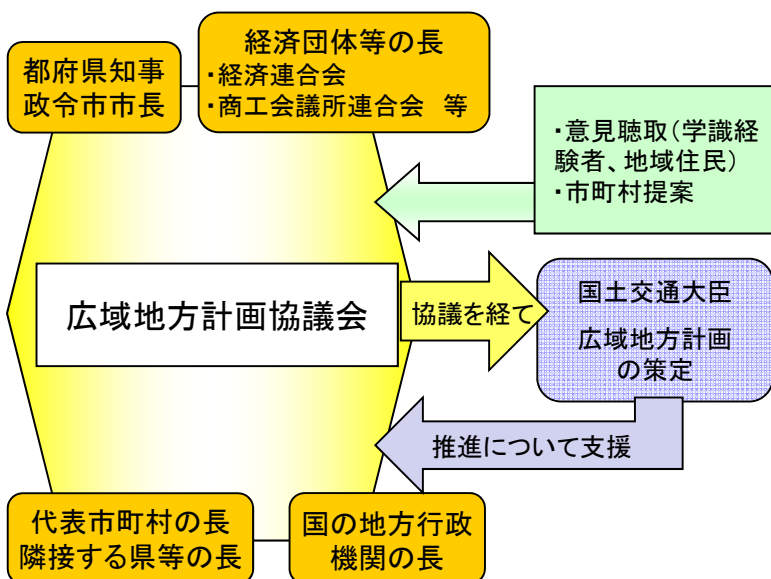 都府県知事
政令市市長
経済団体等の長
・経済連合会
・商工会議所連合会　等
・意見聴取（学識経
験者、地域住民）
・市町村提案
広域地方計画協議会
協議を経て
国土交通大臣
広域地方計画
の策定
推進について支援
代表市町村の長
隣接する県等の長
国の地方行政
機関の長